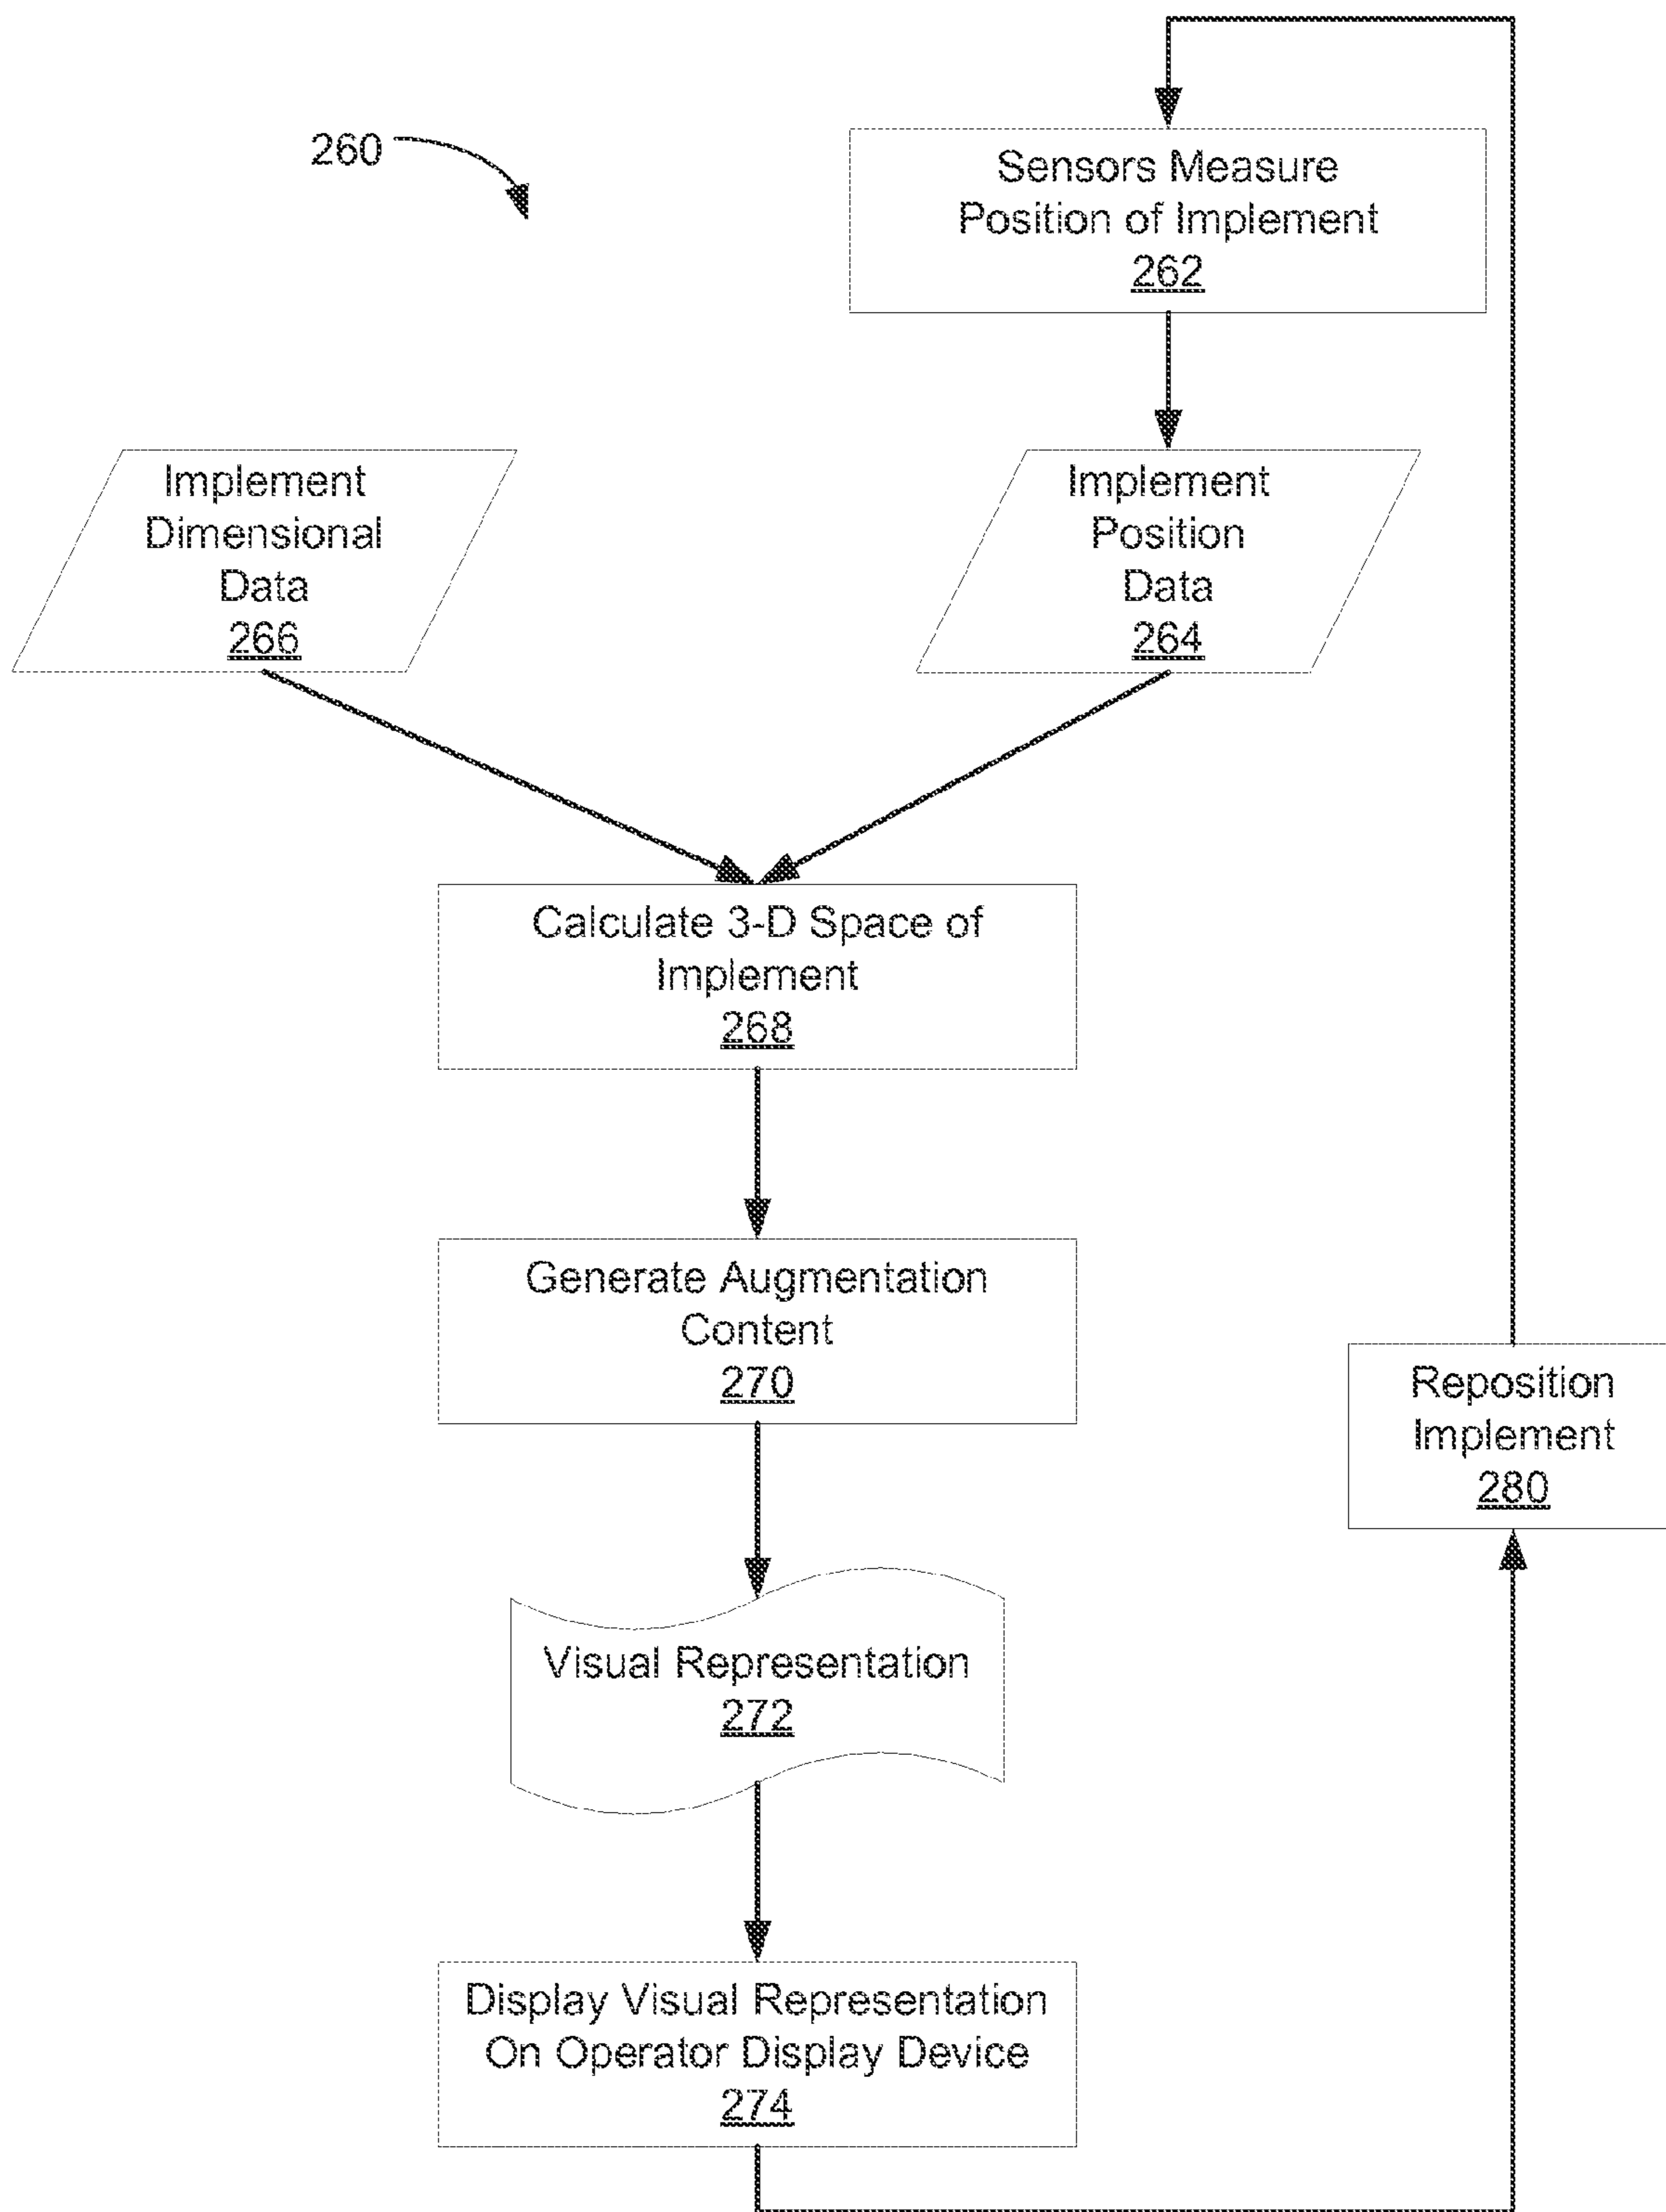 260
Sensors Measure
Position of Implement
262
Implement
Dimensional
Data
266
Implement
Position
Data
264
Calculate 3-D Space of
Implement
268
Generate Augmentation
Content
270
Reposition
Implement
280
Visual Representation
272
Display Visual Representation
On Operator Display Device
274